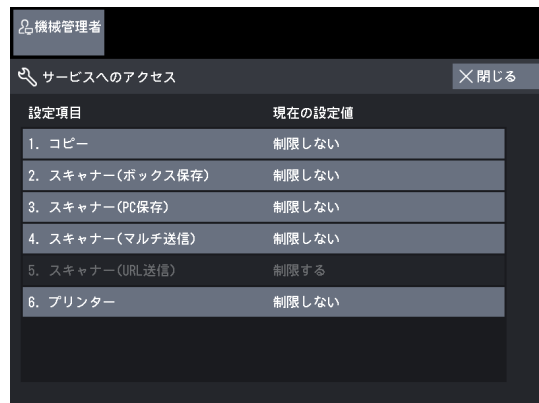 機械管理者
サービスへのアクセス
閉じる
設定項目 現在の設定値
1. コピー 制限しない
2. スキャナー(ボックス保存) 制限しない
3. スキャナー(PC保存) 制限しない
4. スキャナー(マルチ送信) 制限しない
5. スキャナー(URL送信) 制限する
6. プリンター 制限しない